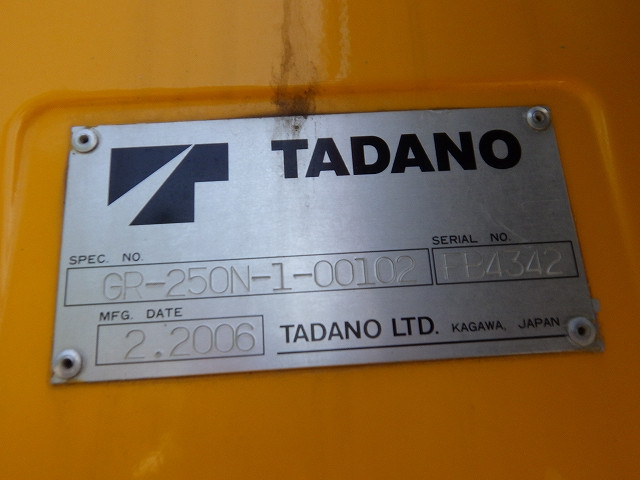 TADANO
SPEC. NO.
GR-250N-1-00102
SERIAL NO.
FB4342
MFG. DATE
2.2006
TADANO LTD. KAGAWA, JAPAN